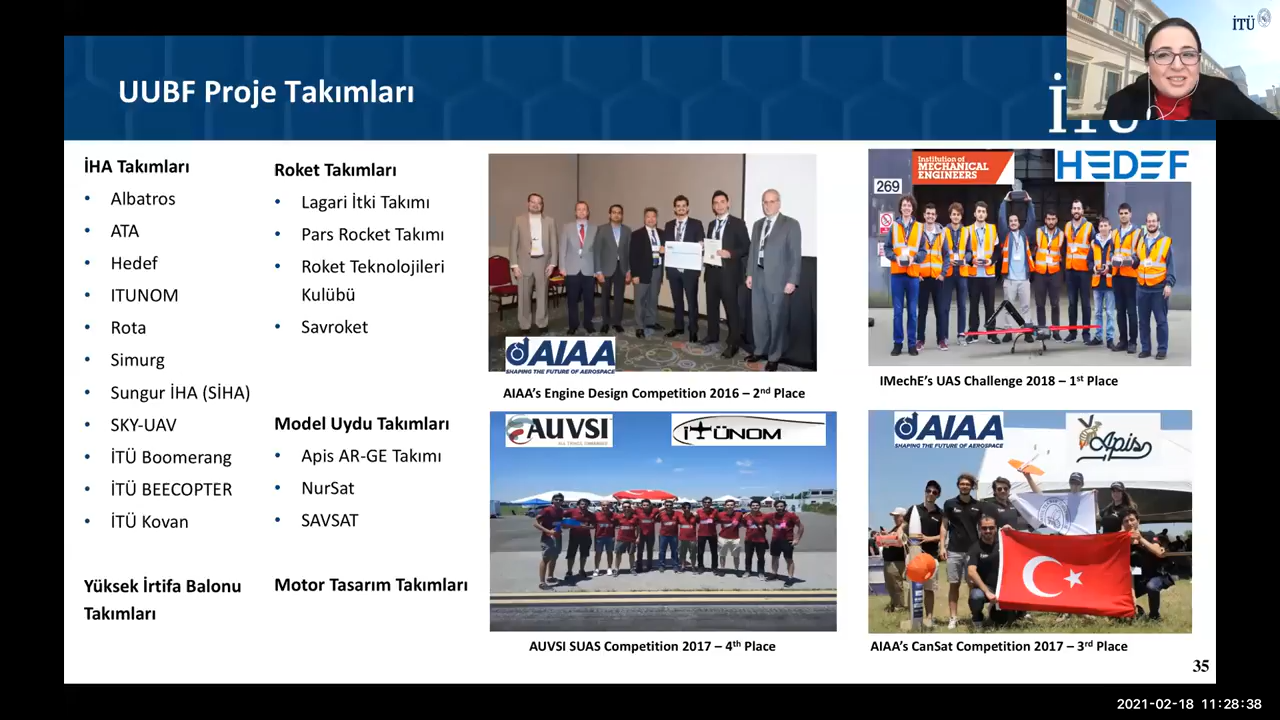 İTÜ
UUBF Proje Takımları
İTÜ
İHA Takımları
• Albatros
• ATA
• Hedef
• ITUNOM
• Rota
• Simurg
• Sungur İHA (SİHA)
• SKY-UAV
• İTÜ Boomerang
• İTÜ BEECOPTER
• İTÜ Kovan
Yüksek İrtifa Balonu
Takımları
Roket Takımları
• Lagari İtki Takımı
• Pars Rocket Takımı
• Roket Teknolojileri
Kulübü
• Savroket
Model Uydu Takımları
• Apis AR-GE Takımı
• NurSat
• SAVSAT
Motor Tasarım Takımları
AIAA
SHAPING THE FUTURE OF AEROSPACE
AIAA’s Engine Design Competition 2016 – 2nd Place
Institution of
MECHANICAL
ENGINEERS
HEDEF
269
IMechE’s UAS Challenge 2018 – 1st Place
AUVSI
İTÜNOM
AUVSI SUAS Competition 2017 – 4th Place
AIAA
SHAPING THE FUTURE OF AEROSPACE
Apis
AIAA’s CanSat Competition 2017 – 3rd Place
35
2021-02-18 11:28:38